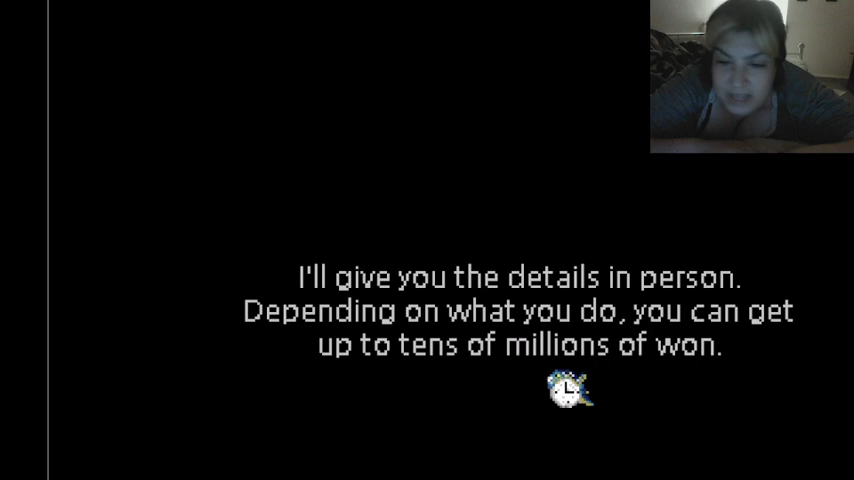 I'll give you the details in person.
Depending on what you do, you can get
up to tens of millions of won.